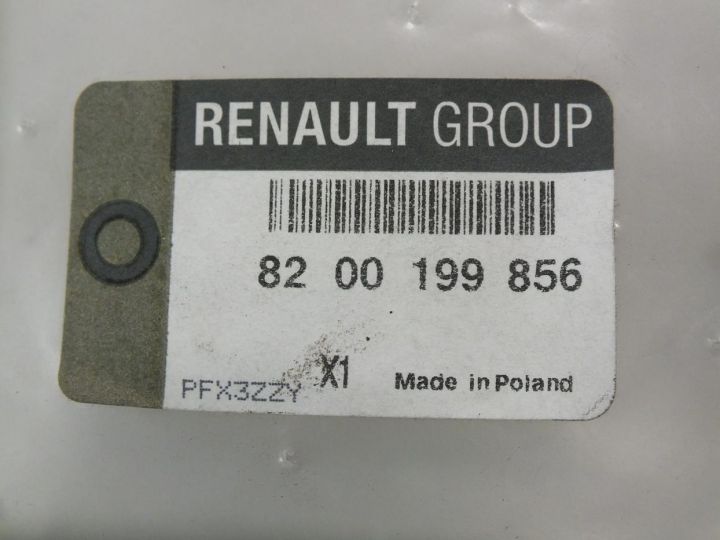 RENAULT GROUP
82 00 199 856
X1
PFX3ZZY
Made in Poland